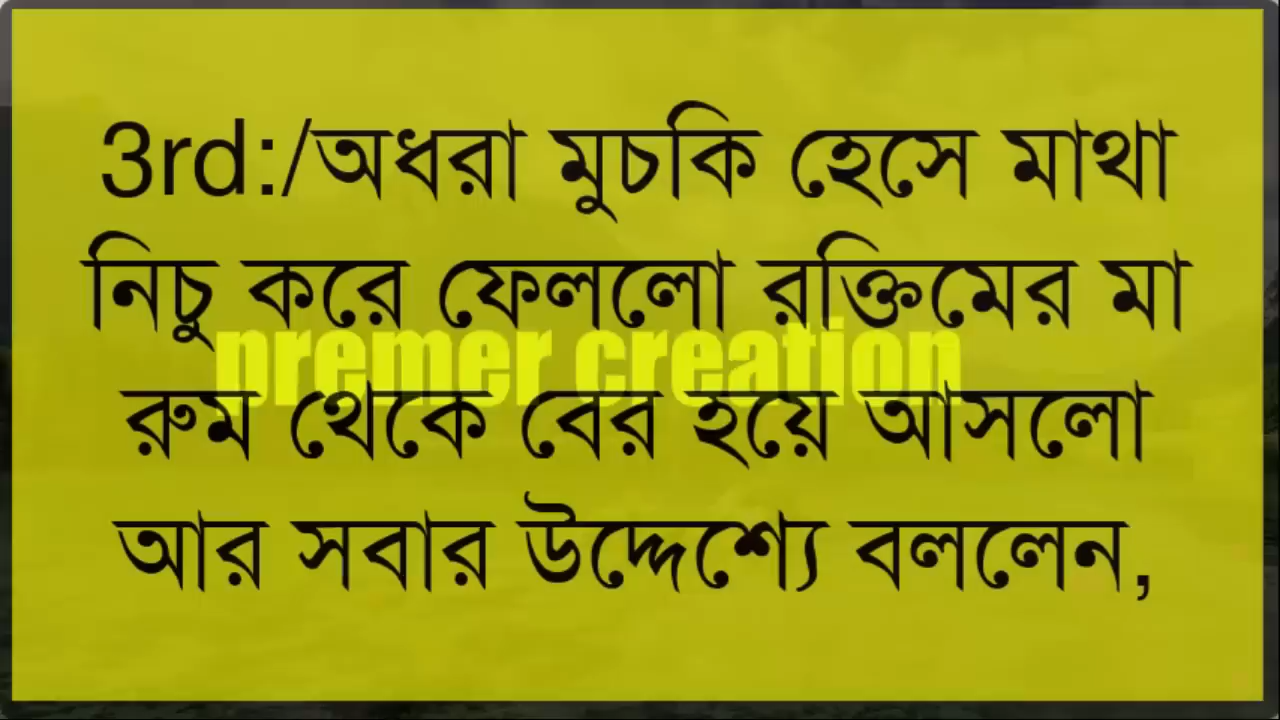 3rd:/অধরা মুচকি হেসে মাথা
নিচু করে ফেললো রক্তিমের মা
premer creation
রুম থেকে বের হয়ে আসলো
আর সবার উদ্দেশ্যে বললেন,